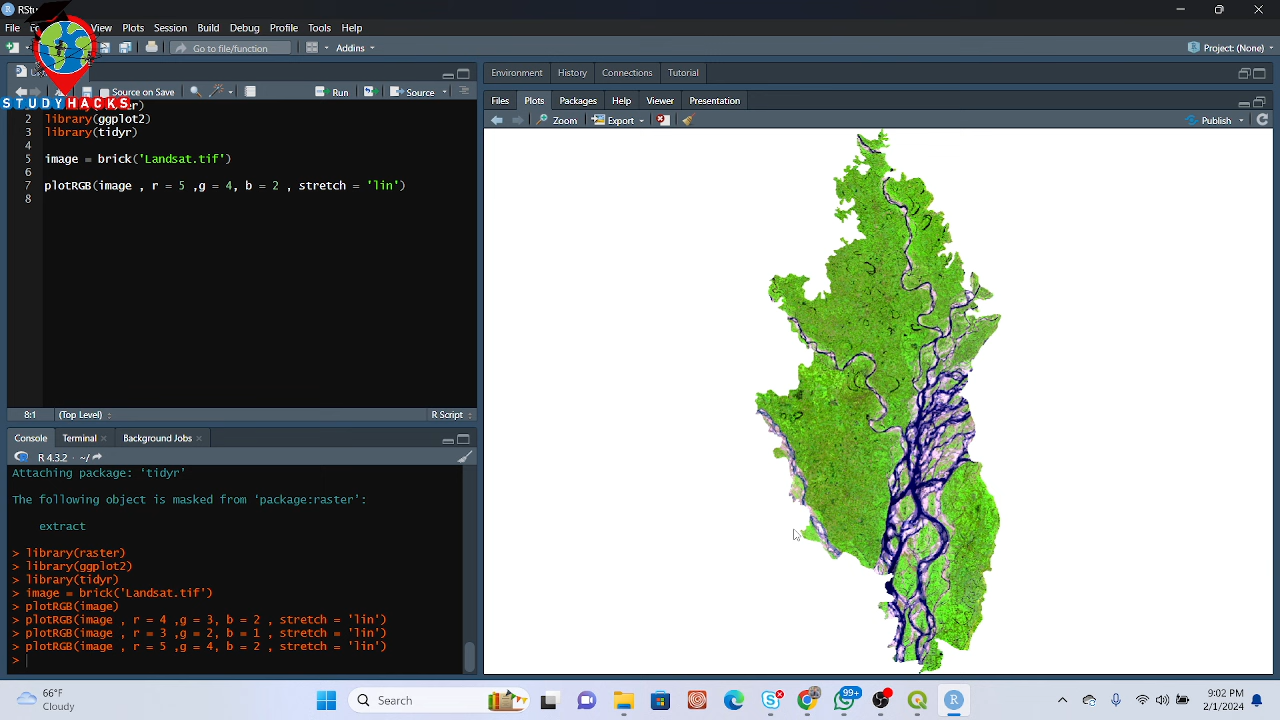 RStu
File
View Plots Session Build Debug Profile Tools Help
Go to file/function
Addins
Project: (None)
STUDYHACKS
Source on Save
Run
Source
2 library(ggplot2)
3 library(tidyr)
4
5 image = brick('Landsat.tif')
6
7 plotRGB(image , r = 5 ,g = 4, b = 2 , stretch = 'lin')
8
8:1 (Top Level) R Script
Console Terminal Background Jobs
R 4.3.2 · ~/
Attaching package: 'tidyr'
The following object is masked from 'package:raster':
extract
> library(raster)
> library(ggplot2)
> library(tidyr)
> image = brick('Landsat.tif')
> plotRGB(image)
> plotRGB(image , r = 4 ,g = 3, b = 2 , stretch = 'lin')
> plotRGB(image , r = 3 ,g = 2, b = 1 , stretch = 'lin')
> plotRGB(image , r = 5 ,g = 4, b = 2 , stretch = 'lin')
>
Environment History Connections Tutorial
Files Plots Packages Help Viewer Presentation
Zoom Export Publish
66°F
Cloudy
Search
99+
9:02 PM
2/1/2024